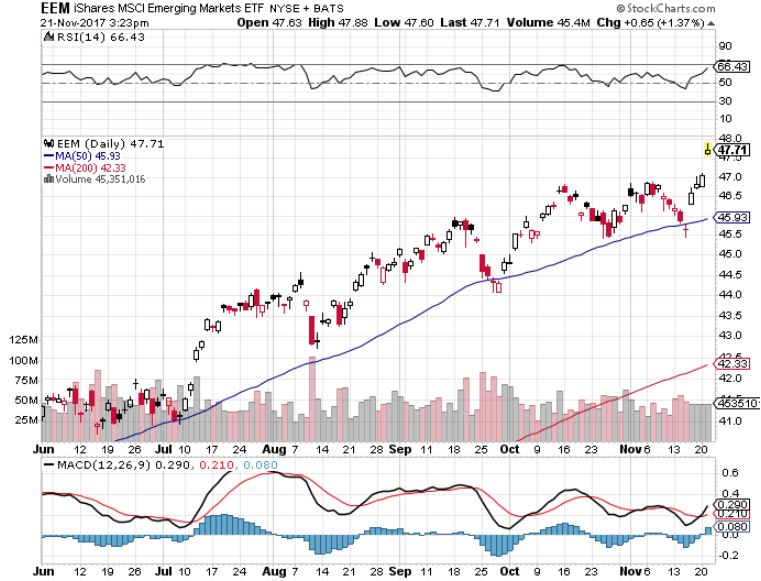 EEM iShares MSCI Emerging Markets ETF NYSE + BATS © StockCharts.com
21-Nov-2017 3:23pm Open 47.63 High 47.88 Low 47.60 Last 47.71 Volume 45.4M Chg +0.65 (+1.37%)
RSI(14) 66.43
90
66.43
50
30
10
EEM (Daily) 47.71
MA(50) 45.93
MA(200) 42.33
Volume 45,351,016
48.0
47.71
47.5
47.0
46.5
45.93
45.5
45.0
44.5
44.0
43.5
43.0
42.33
42.0
41.5
41.0
125M
100M
75M
50M
25M
4535101
Jun 12 19 26 Jul 10 17 24 Aug 7 14 21 28 Sep 11 18 25 Oct 9 16 23 Nov 6 13 20
MACD(12,26,9) 0.290, 0.210, 0.080
0.6
0.4
0.290
0.210
0.080
0.0
-0.2
Jun 12 19 26 Jul 10 17 24 Aug 7 14 21 28 Sep 11 18 25 Oct 9 16 23 Nov 6 13 20